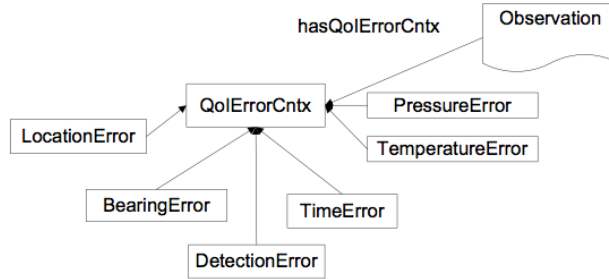 Observation
hasQoIErrorCntx
QoIErrorCntx
PressureError
LocationError
TemperatureError
BearingError
TimeError
DetectionError